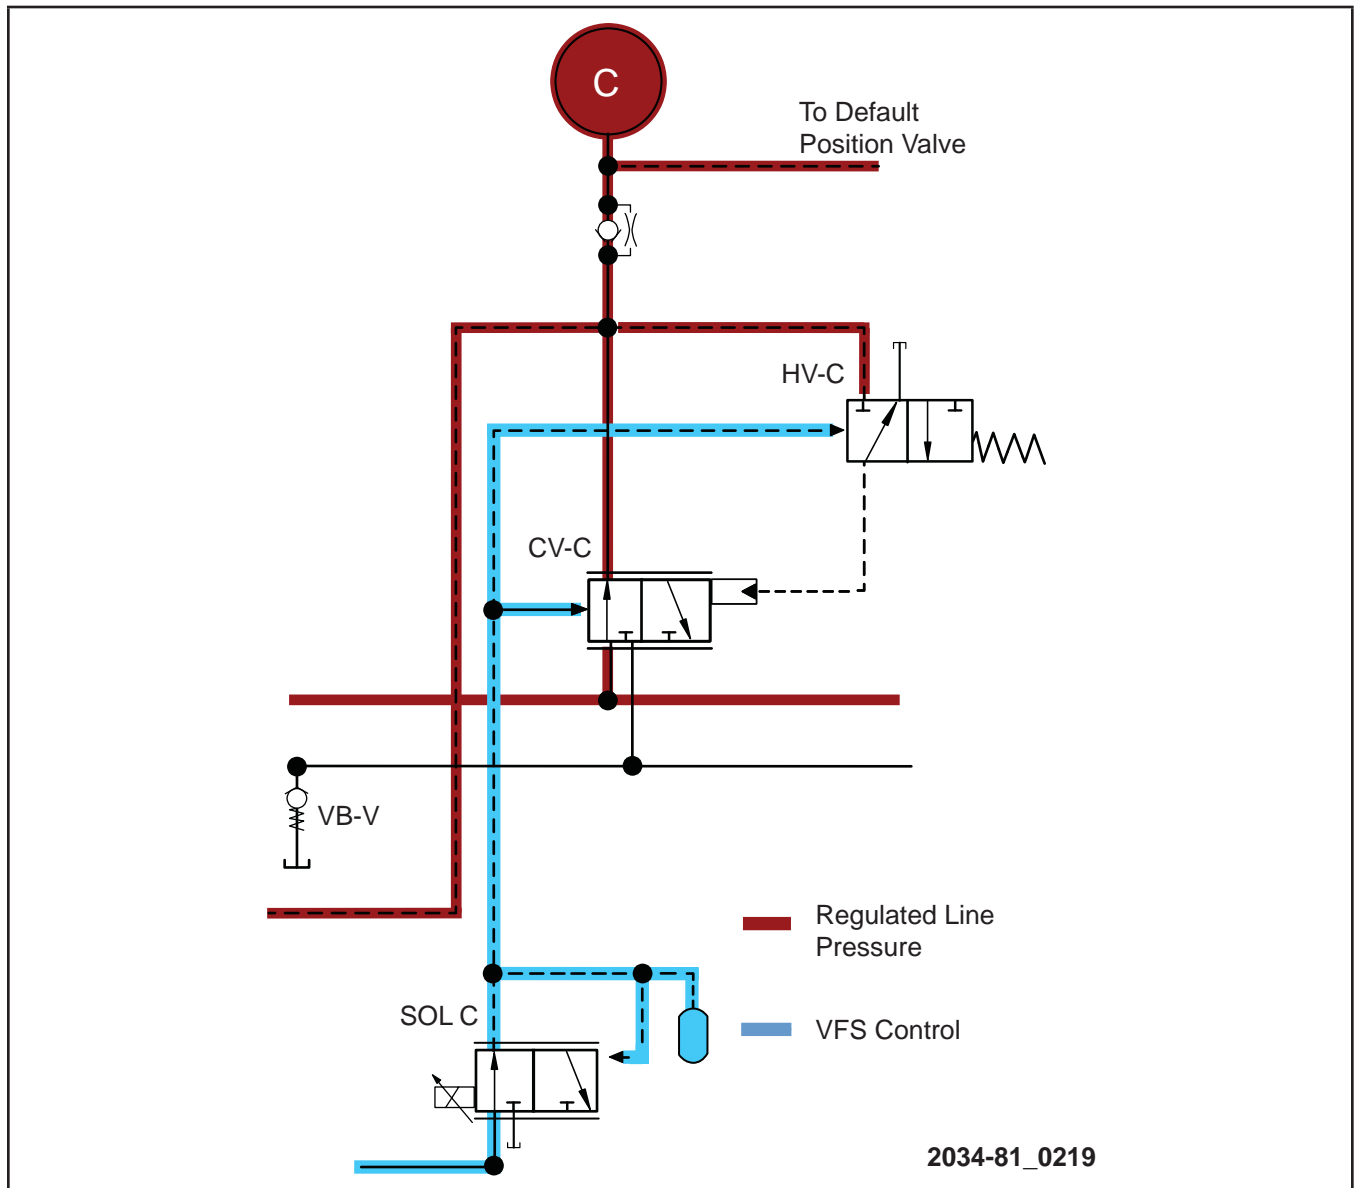 C
To Default
Position Valve
HV-C
CV-C
VB-V
Regulated Line
Pressure
SOL C
VFS Control
2034-81_0219